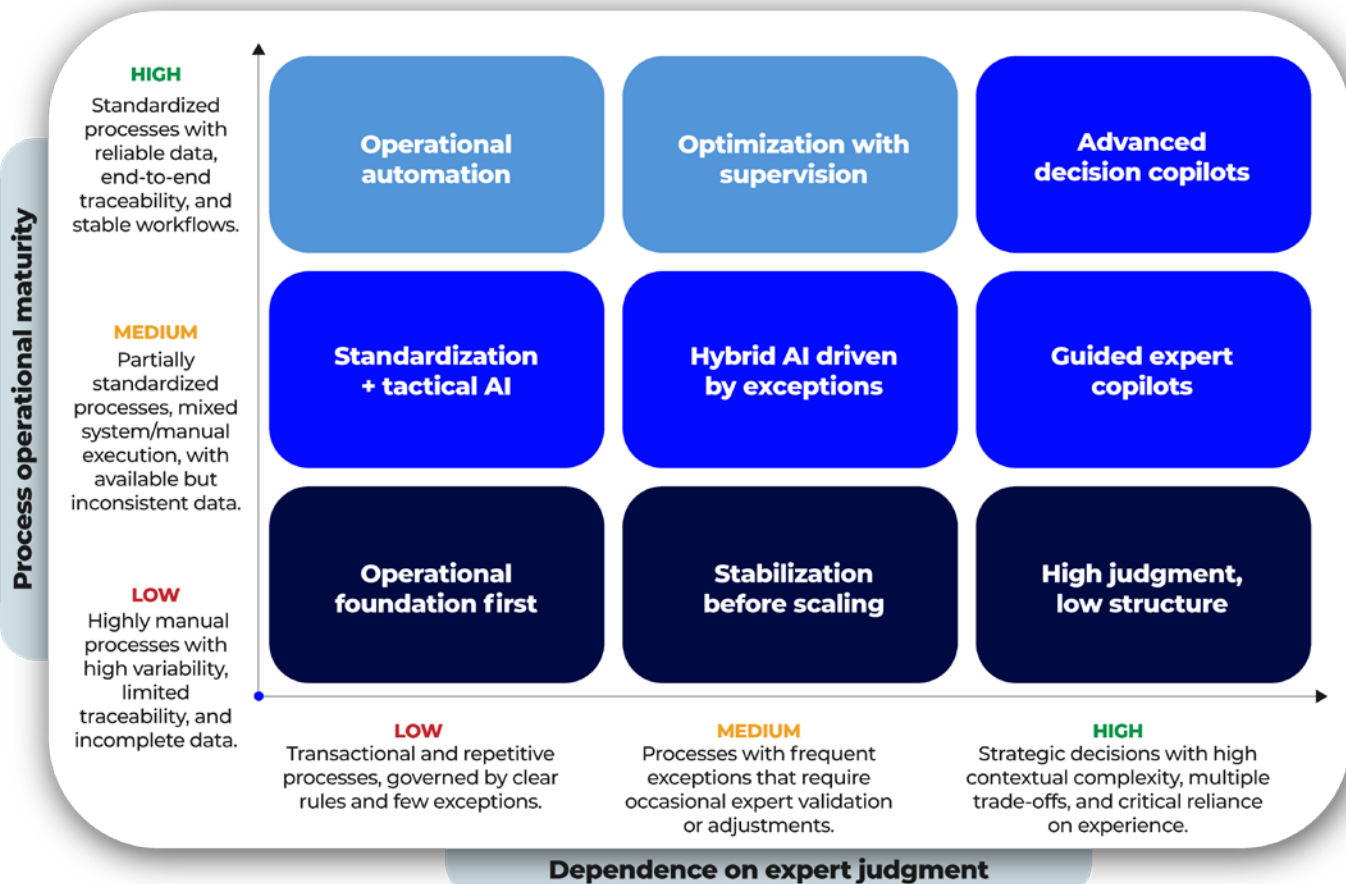 Process operational maturity
HIGH
Standardized
processes with
reliable data,
end-to-end
traceability, and
stable workflows.
Operational
automation
Optimization with
supervision
Advanced
decision copilots
MEDIUM
Partially
standardized
processes, mixed
system/manual
execution, with
available but
inconsistent data.
Standardization
+ tactical AI
Hybrid AI driven
by exceptions
Guided expert
copilots
LOW
Highly manual
processes with
high variability,
limited
traceability, and
incomplete data.
Operational
foundation first
Stabilization
before scaling
High judgment,
low structure
LOW
Transactional and repetitive
processes, governed by clear
rules and few exceptions.
MEDIUM
Processes with frequent
exceptions that require
occasional expert validation
or adjustments.
HIGH
Strategic decisions with high
contextual complexity, multiple
trade-offs, and critical reliance
on experience.
Dependence on expert judgment